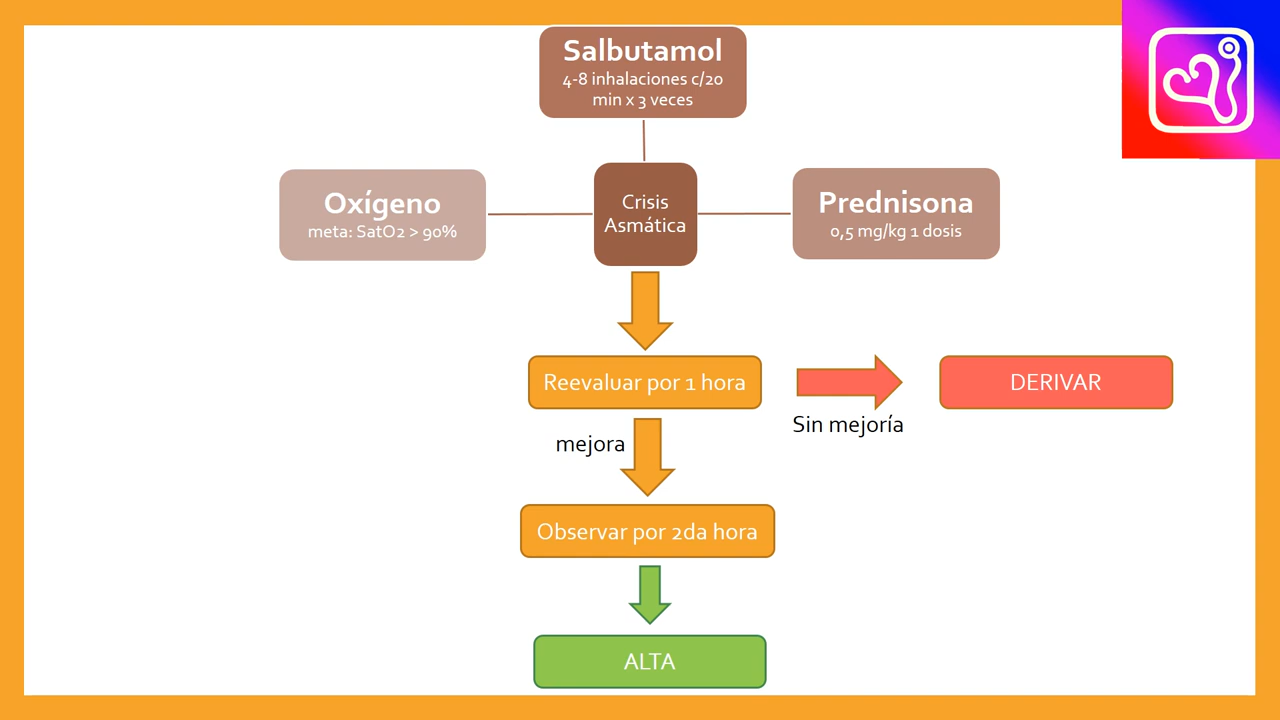 Salbutamol
4-8 inhalaciones c/20
min x 3 veces
Oxígeno
meta: SatO2 > 90%
Crisis
Asmática
Prednisona
0,5 mg/kg 1 dosis
Reevaluar por 1 hora
DERIVAR
Sin mejoría
mejora
Observar por 2da hora
ALTA